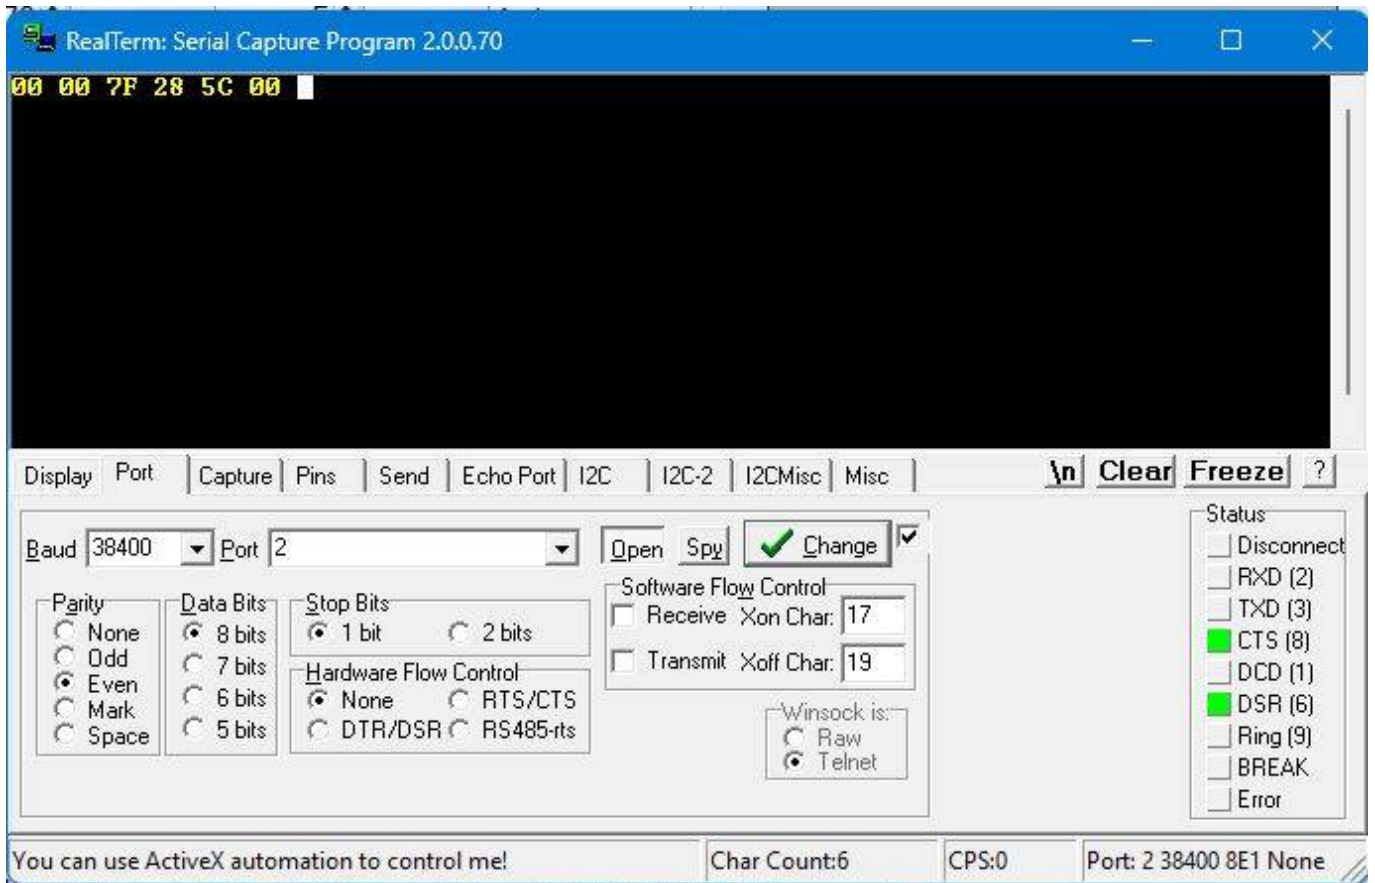 RealTerm: Serial Capture Program 2.0.0.70
00 00 7F 28 5C 00
Display Port Capture Pins Send Echo Port I2C I2C-2 I2CMisc Misc \n Clear Freeze ?
Baud 38400 Port 2 Open Spy Change
Parity
None
Odd
Even
Mark
Space
Data Bits
8 bits
7 bits
6 bits
5 bits
Stop Bits
1 bit 2 bits
Hardware Flow Control
None RTS/CTS
DTR/DSR RS485-rts
Software Flow Control
Receive Xon Char: 17
Transmit Xoff Char: 19
Winsock is:
Raw
Telnet
Status
Disconnect
RXD (2)
TXD (3)
CTS (8)
DCD (1)
DSR (6)
Ring (9)
BREAK
Error
You can use ActiveX automation to control me! Char Count:6 CPS:0 Port: 2 38400 8E1 None